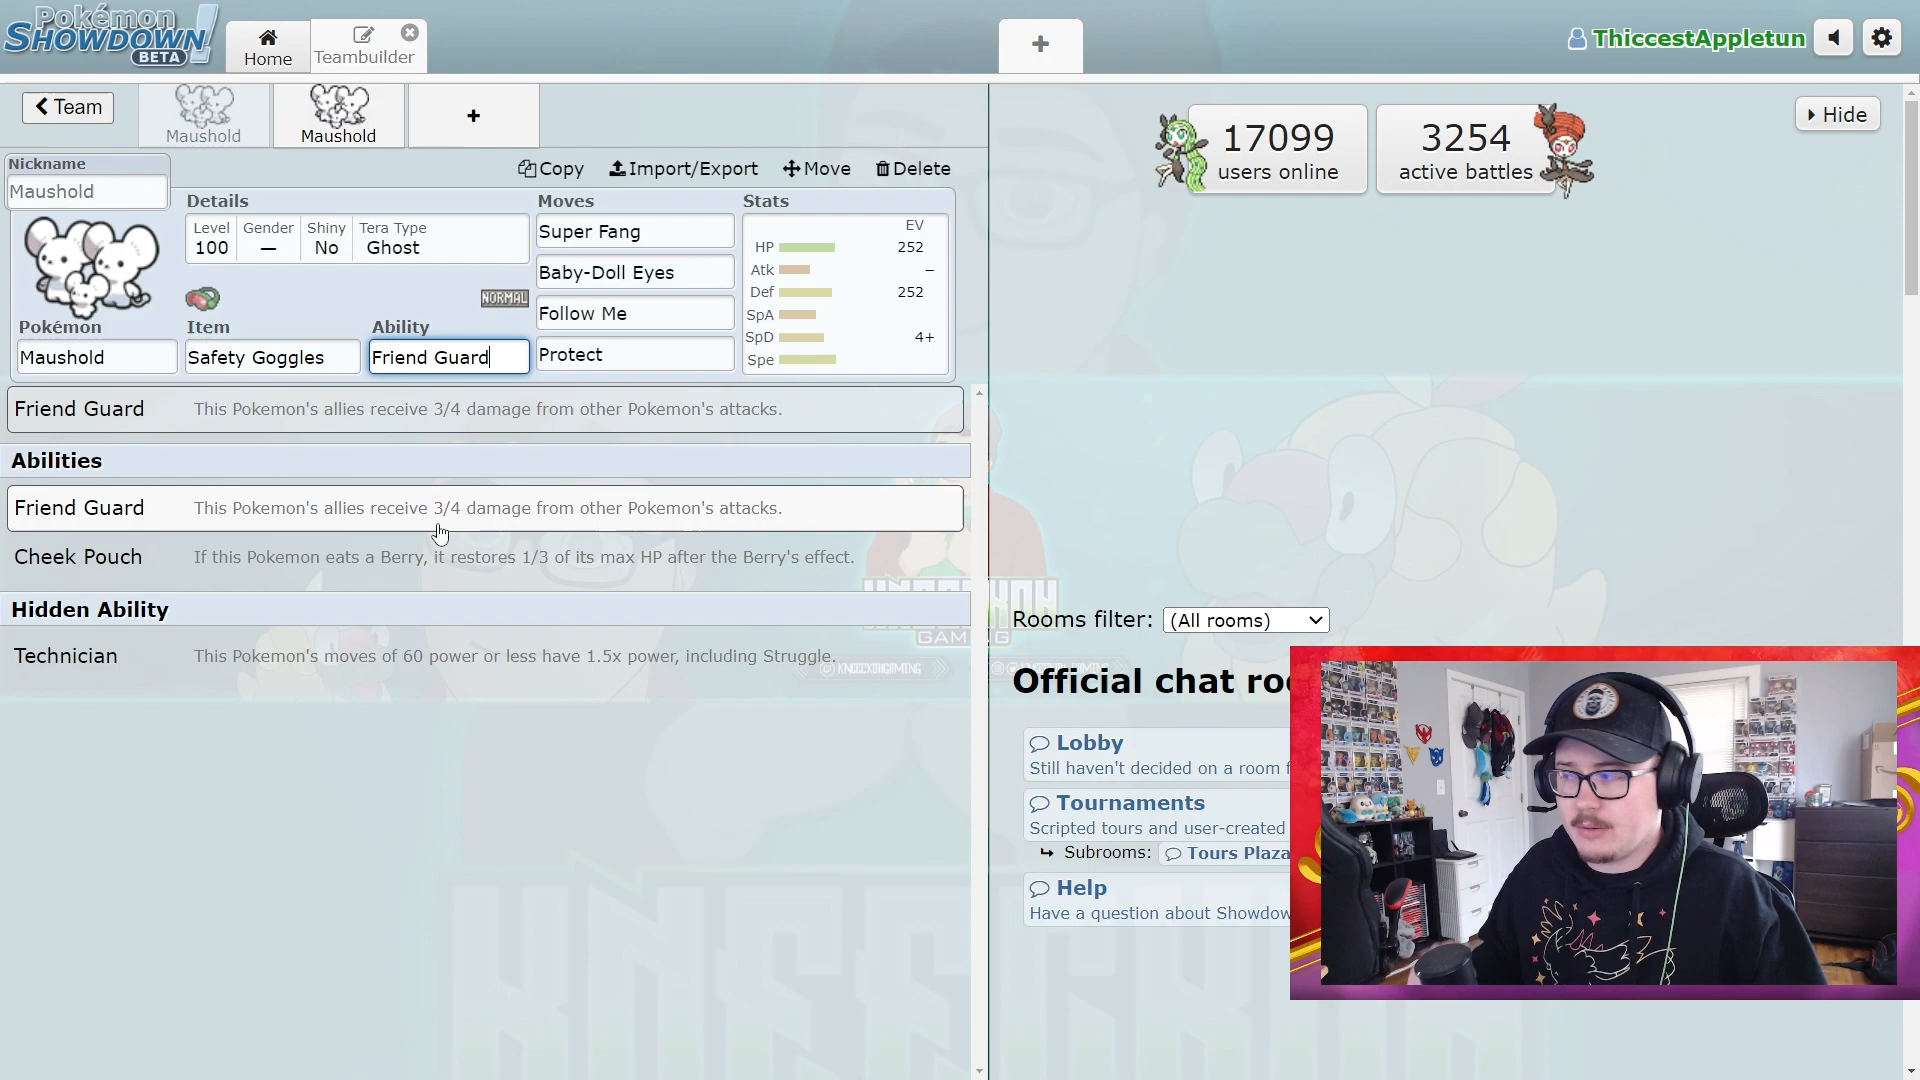 Pokémon
SHOWDOWN!
BETA
Home
Teambuilder
+
ThiccestAppletun
Team
Maushold
Maushold
+
17099
users online
3254
active battles
Hide
Nickname
Maushold
Copy
Import/Export
Move
Delete
Details
Level
100
Gender
—
Shiny
No
Tera Type
Ghost
NORMAL
Pokémon
Maushold
Item
Safety Goggles
Ability
Friend Guard
Moves
Super Fang
Baby-Doll Eyes
Follow Me
Protect
Stats
EV
HP 252
Atk –
Def 252
SpA
SpD 4+
Spe
Friend Guard This Pokemon's allies receive 3/4 damage from other Pokemon's attacks.
Abilities
Friend Guard This Pokemon's allies receive 3/4 damage from other Pokemon's attacks.
Cheek Pouch If this Pokemon eats a Berry, it restores 1/3 of its max HP after the Berry's effect.
Hidden Ability
Technician This Pokemon's moves of 60 power or less have 1.5x power, including Struggle.
GAMING
Rooms filter: (All rooms)
Official chat roo
Lobby
Still haven't decided on a room f
Tournaments
Scripted tours and user-created
Subrooms: Tours Plaza
Help
Have a question about Showdow